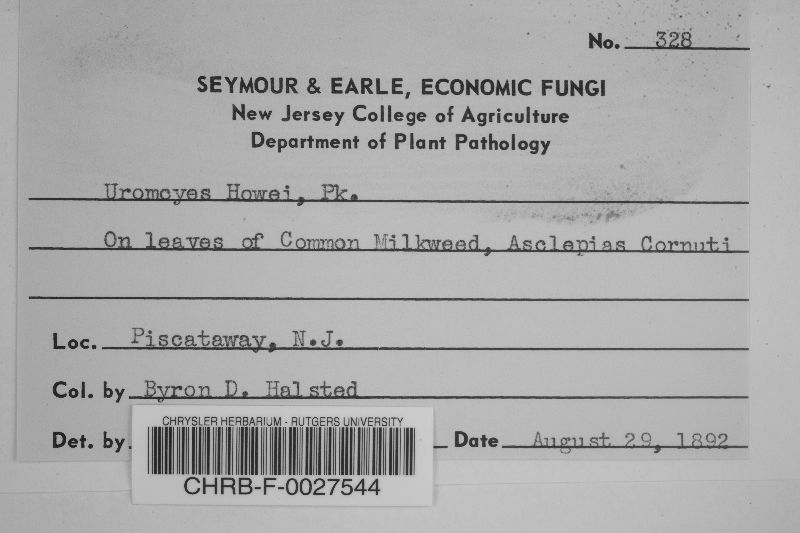 No. 328
SEYMOUR & EARLE, ECONOMIC FUNGI
New Jersey College of Agriculture
Department of Plant Pathology
Uromcyes Howei, Pk.
On leaves of Common Milkweed, Asclepias Cornuti
Loc. Piscataway, N.J.
Col. by Byron D. Halsted
Det. by Date August 29, 1892
CHRYSLER HERBARIUM - RUTGERS UNIVERSITY
CHRB-F-0027544